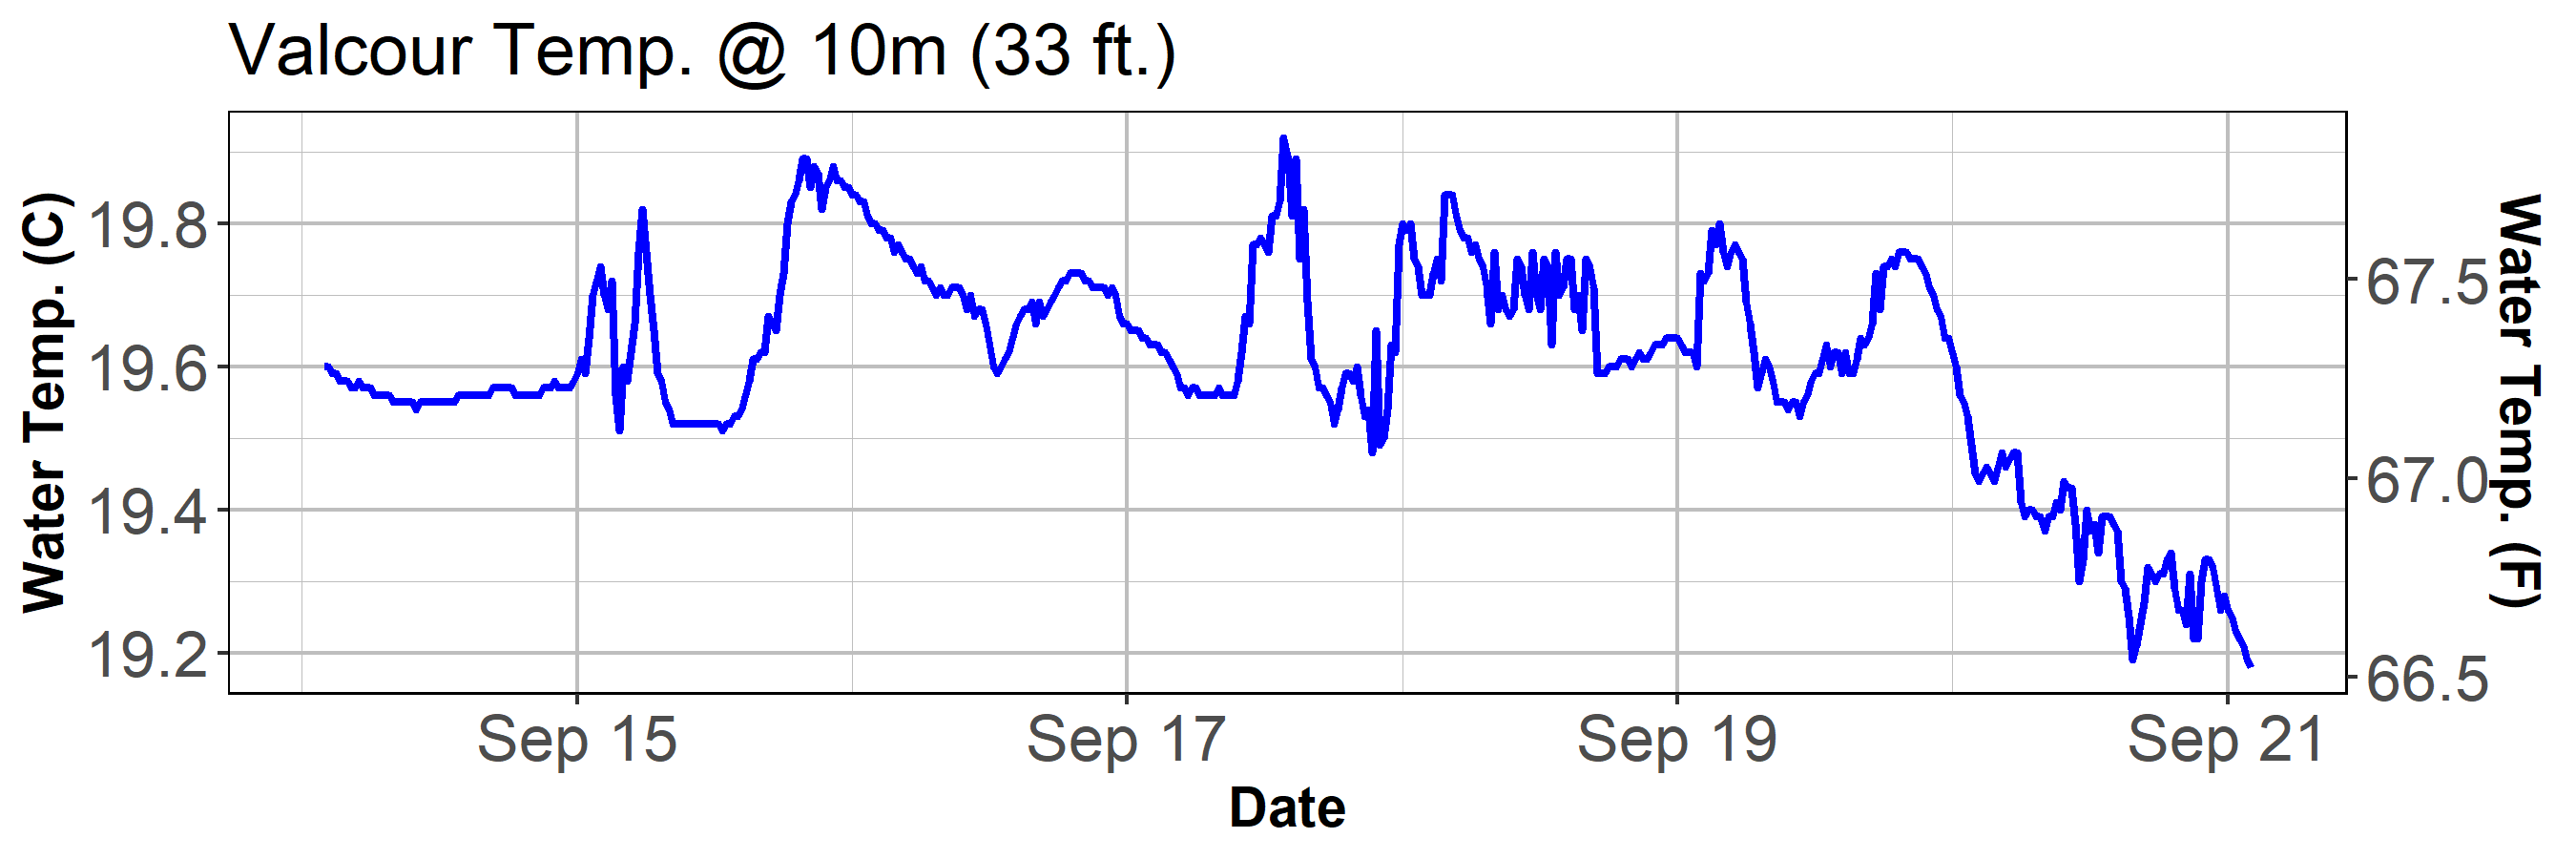 Valcour Temp. @ 10m (33 ft.)
Water Temp. (C)
19.8
19.6
19.4
19.2
Water Temp. (F)
67.5
67.0
66.5
Sep 15
Sep 17
Sep 19
Sep 21
Date